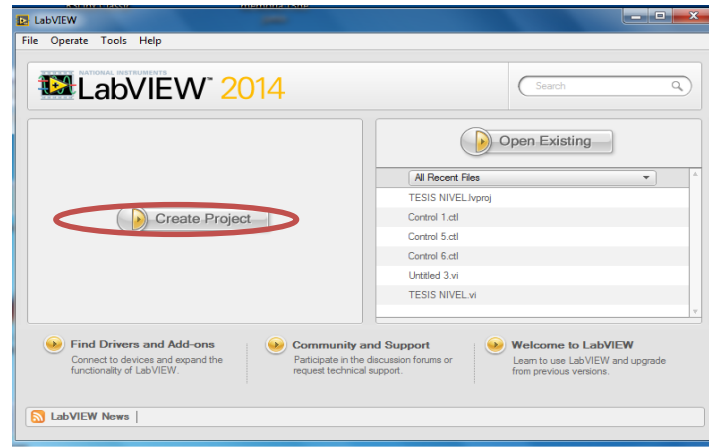 LabVIEW
File Operate Tools Help
NATIONAL INSTRUMENTS
LabVIEW™ 2014
Search
Create Project
Open Existing
All Recent Files
TESIS NIVEL.lvproj
Control 1.ctl
Control 5.ctl
Control 6.ctl
Untitled 3.vi
TESIS NIVEL.vi
Find Drivers and Add-ons
Connect to devices and expand the
functionality of LabVIEW.
Community and Support
Participate in the discussion forums or
request technical support.
Welcome to LabVIEW
Learn to use LabVIEW and upgrade
from previous versions.
LabVIEW News |